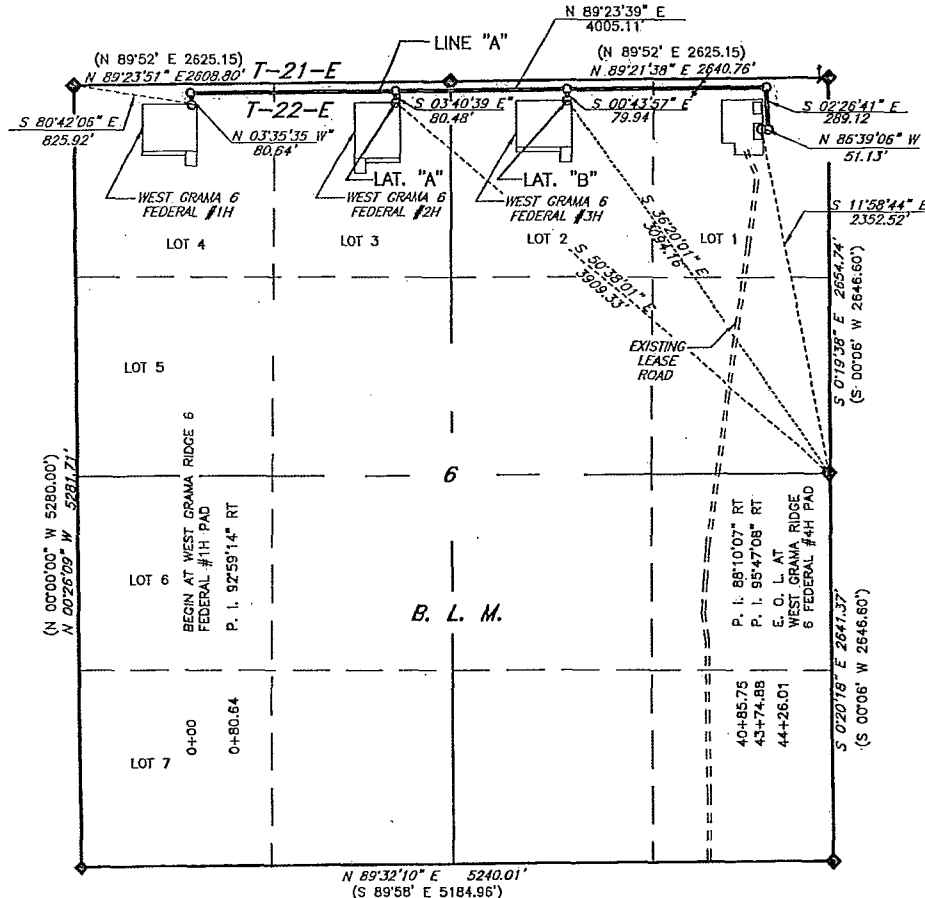 N 89°23'39" E
4005.11'
LINE "A"
(N 89°52' E 2625.15)
N 89°23'51" E2608.80'
T-21-E
(N 89°52' E 2625.15)
N 89°21'38" E 2640.76'
T-22-E
S 80°42'06" E
825.92'
N 03°35'35 W"
80.64'
S 03°40'39 E"
80.48'
S 00°43'57" E
79.94
S 02°26'41" E
289.12
N 86°39'06" W
51.13'
LAT. "A"
LAT. "B"
WEST GRAMA 6
FEDERAL #1H
WEST GRAMA 6
FEDERAL #2H
WEST GRAMA 6
FEDERAL #3H
S 11°58'44" E
2352.52'
S 36°20'01" E
3094.16'
S 50°38'01" E
3909.33'
LOT 4
LOT 3
LOT 2
LOT 1
EXISTING
LEASE
ROAD
S 0°19'38" E 2654.74'
(S 00°06' W 2646.60')
LOT 5
6
(N 00°00'00" W 5280.00')
N 00°26'09" W 5281.71'
BEGIN AT WEST GRAMA RIDGE 6
FEDERAL #1H PAD
P. I. 92°59'14" RT
LOT 6
B. L. M.
P. I. 88°10'07" RT
P. I. 95°47'08" RT
E. O. L. AT
WEST GRAMA RIDGE
6 FEDERAL #4H PAD
S 0°20'18" E 2641.37'
(S 00°06' W 2646.60')
0+00
0+80.64
40+85.75
43+74.88
44+26.01
LOT 7
N 89°32'10" E 5240.01'
(S 89°58' E 5184.96')